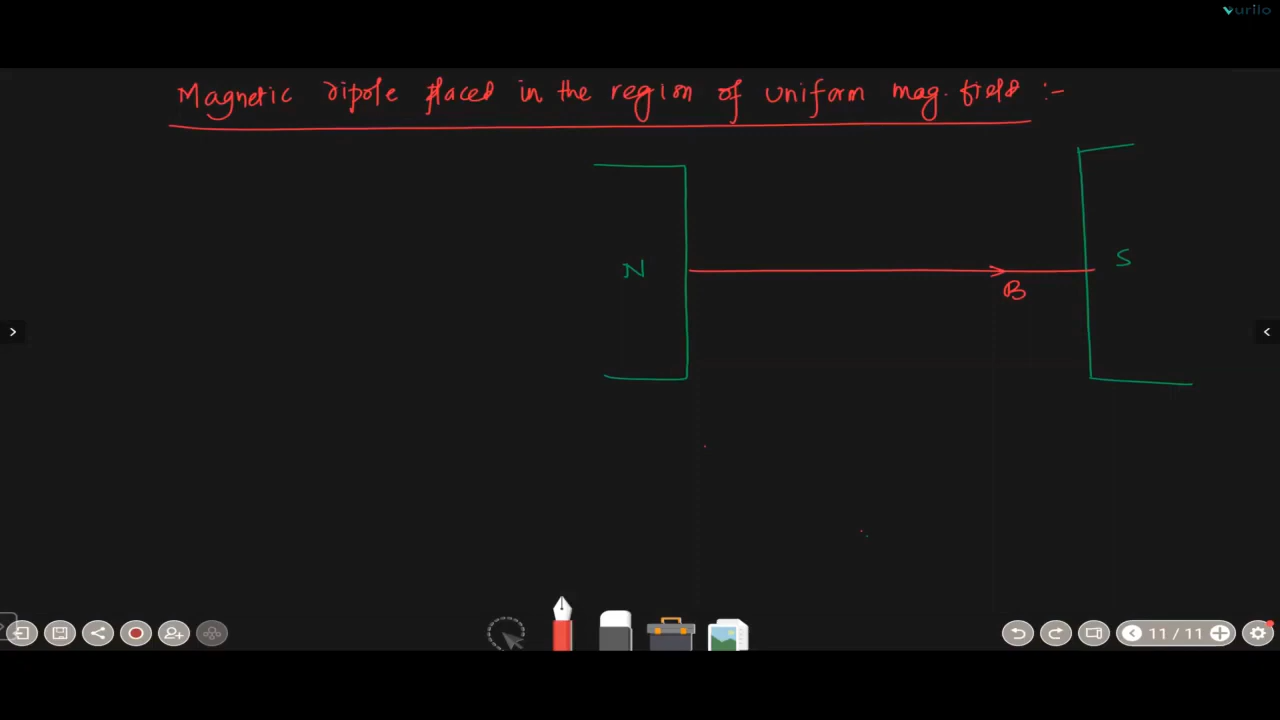 Vurilo
Magnetic dipole placed in the region of uniform mag. field :-
N
S
B
11 / 11